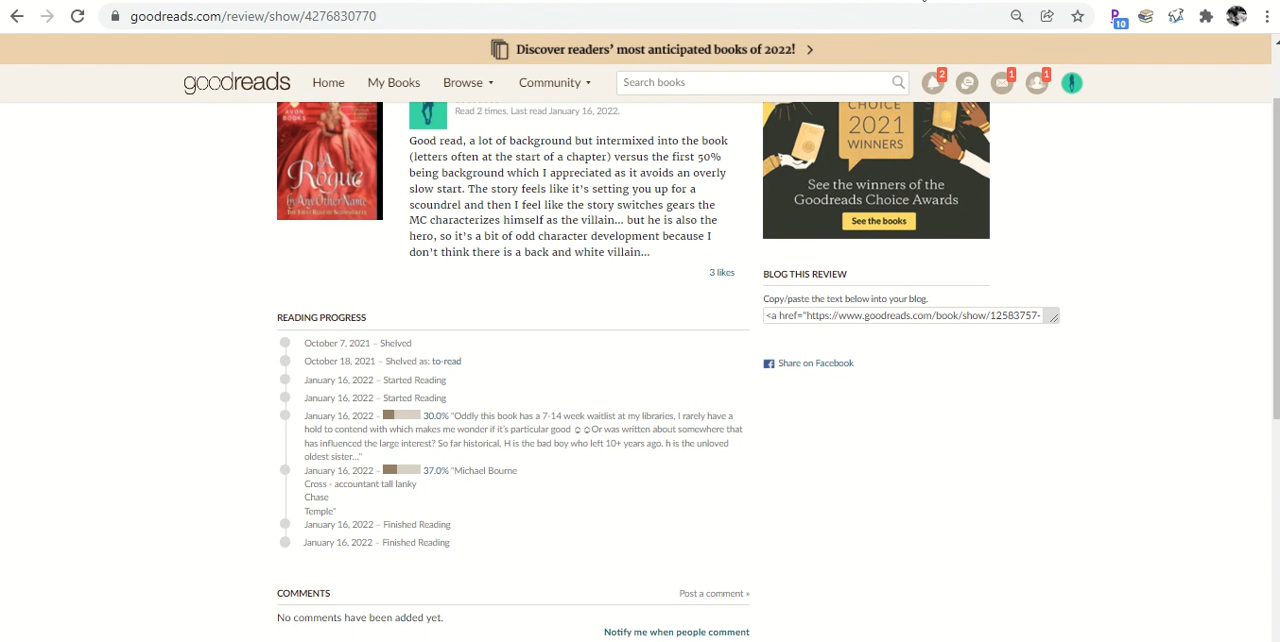 goodreads.com/review/show/4276830770
10
Discover readers' most anticipated books of 2022!
goodreads Home My Books Browse Community Search books 2 1 1
Read 2 times. Last read January 16, 2022.
AVON BOOKS
A Rogue
by Any Other Name
Good read, a lot of background but intermixed into the book
(letters often at the start of a chapter) versus the first 50%
being background which I appreciated as it avoids an overly
slow start. The story feels like it's setting you up for a
scoundrel and then I feel like the story switches gears the
MC characterizes himself as the villain... but he is also the
hero, so it's a bit of odd character development because I
don't think there is a back and white villain...
3 likes
CHOICE
2021
WINNERS
See the winners of the
Goodreads Choice Awards
See the books
BLOG THIS REVIEW
Copy/paste the text below into your blog.
<a href="https://www.goodreads.com/book/show/12583757-
Share on Facebook
READING PROGRESS
October 7, 2021 – Shelved
October 18, 2021 – Shelved as: to-read
January 16, 2022 – Started Reading
January 16, 2022 – Started Reading
January 16, 2022 – 30.0% "Oddly this book has a 7-14 week waitlist at my libraries, I rarely have a
hold to contend with which makes me wonder if it's particular good ☺☺Or was written about somewhere that
has influenced the large interest? So far historical, H is the bad boy who left 10+ years ago. h is the unloved
oldest sister..."
January 16, 2022 – 37.0% "Michael Bourne
Cross - accountant tall lanky
Chase
Temple"
January 16, 2022 – Finished Reading
January 16, 2022 – Finished Reading
COMMENTS
Post a comment »
No comments have been added yet.
Notify me when people comment